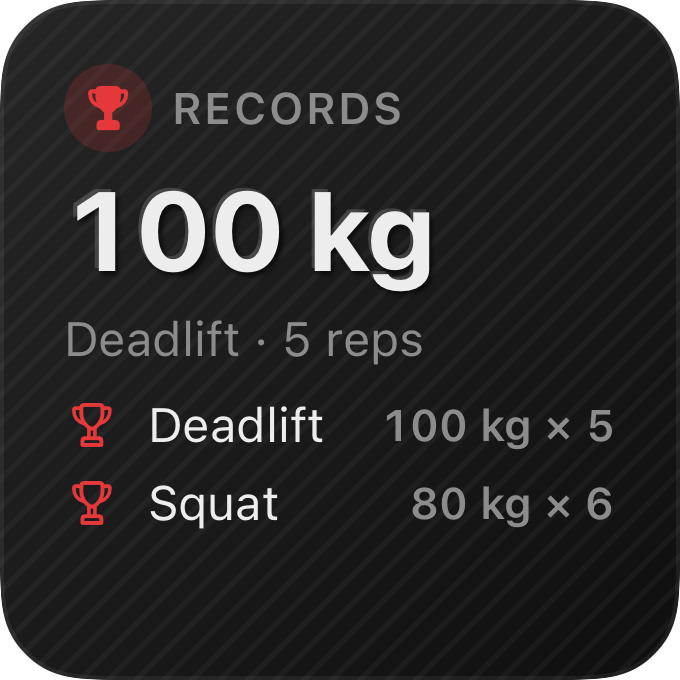 RECORDS
100 kg
Deadlift · 5 reps
Deadlift 100 kg × 5
Squat 80 kg × 6